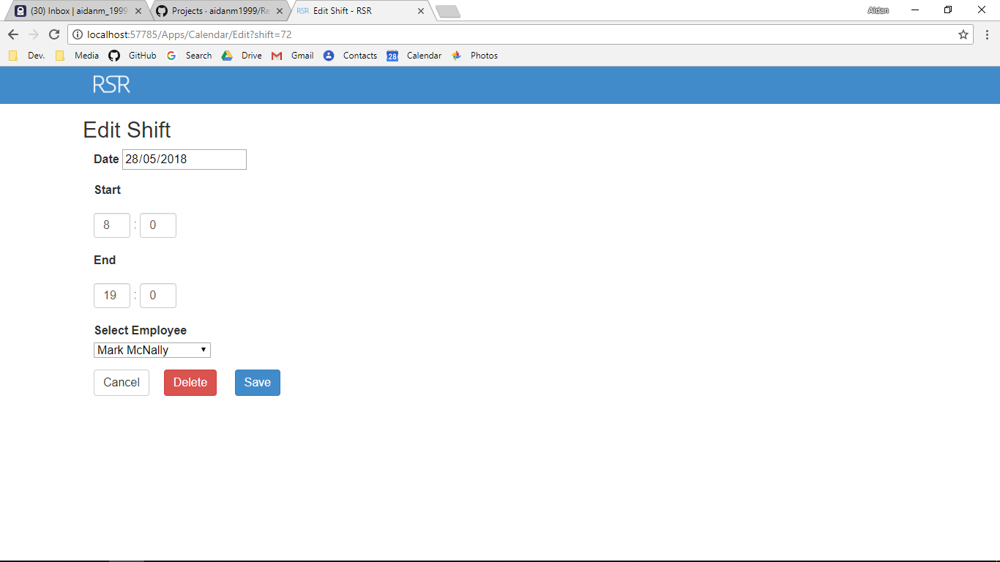 (30) Inbox | aidanm_1999 Projects · aidanm1999/Re Edit Shift - RSR Aidan
localhost:57785/Apps/Calendar/Edit?shift=72
Dev. Media GitHub Search Drive Gmail Contacts 28 Calendar Photos
RSR
Edit Shift
Date 28/05/2018
Start
8 : 0
End
19 : 0
Select Employee
Mark McNally
Cancel Delete Save